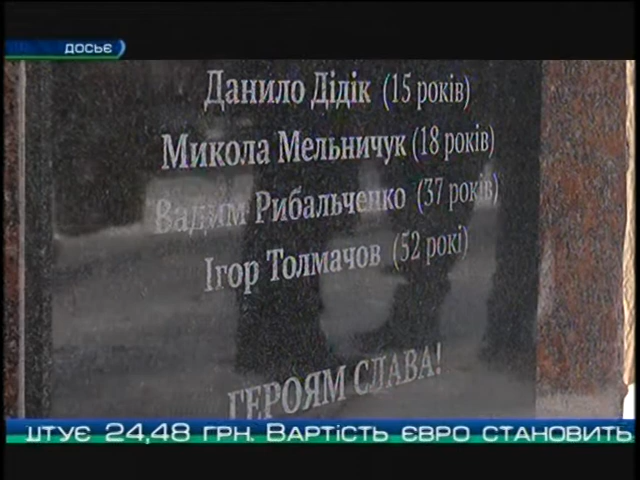 ДОСЬЄ
Данило Дідік (15 років)
Микола Мельничук (18 років)
Вадим Рибальченко (37 років)
Ігор Толмачов (52 рокі)
ГЕРОЯМ СЛАВА!
ШТУЄ 24,48 ГРН. ВАРТІСТЬ ЄВРО СТАНОВИТЬ